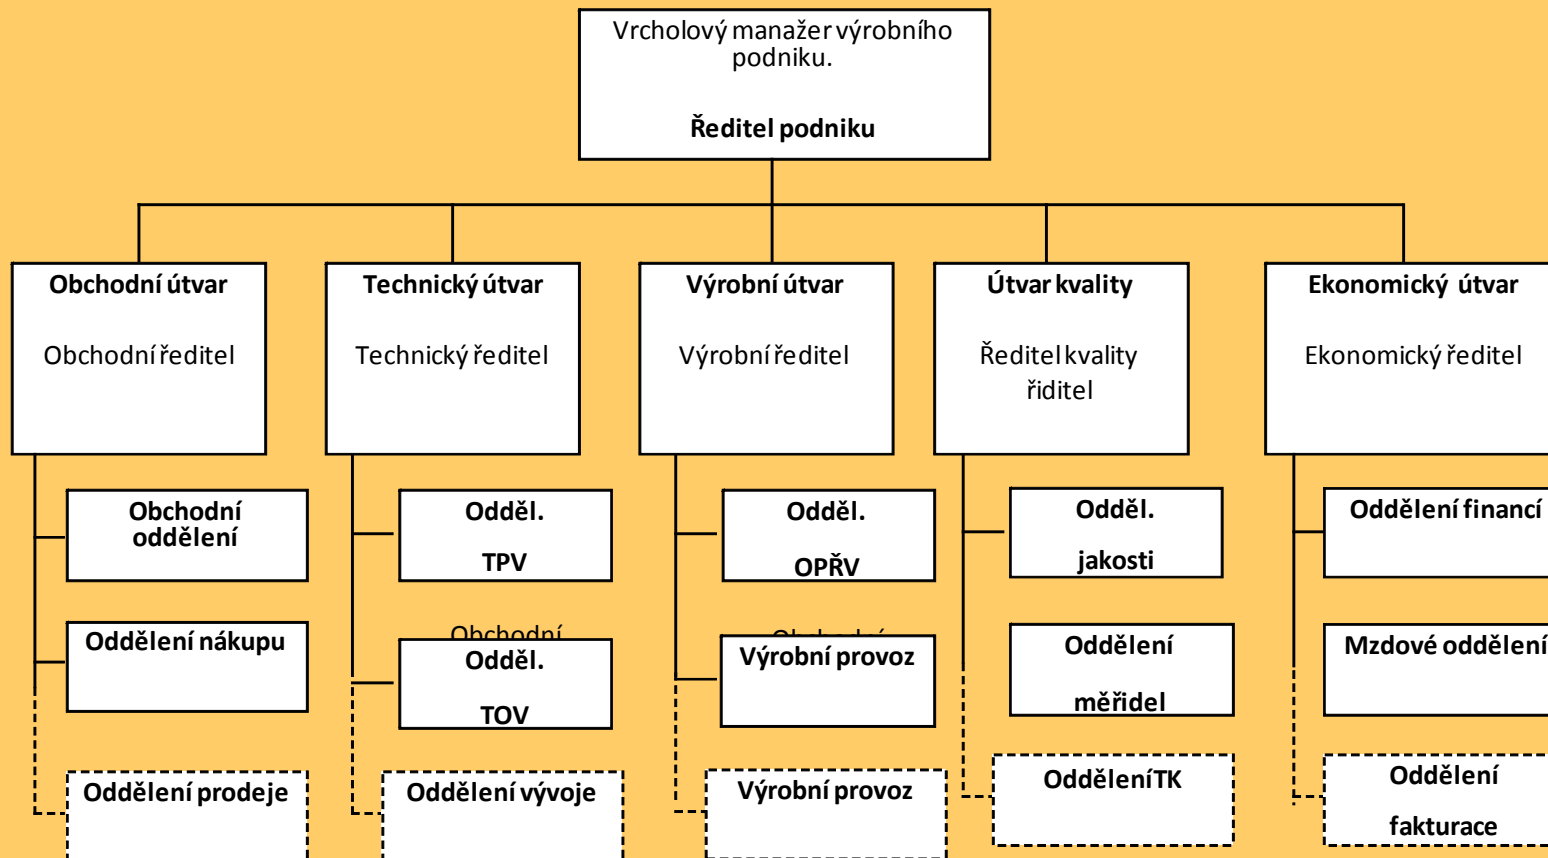 Vrcholový manažer výrobního
podniku.
Ředitel podniku
Obchodní útvar
Obchodní ředitel
Technický útvar
Technický ředitel
Výrobní útvar
Výrobní ředitel
Útvar kvality
Ředitel kvality
řiditel
Ekonomický útvar
Ekonomický ředitel
Obchodní
oddělení
Odděl.
TPV
Odděl.
OPŘV
Odděl.
jakosti
Oddělení financí
Oddělení nákupu
Obchodní
Odděl.
TOV
Výrobní provoz
Oddělení
měřidel
Mzdové oddělení
Oddělení prodeje
Oddělení vývoje
Výrobní provoz
OdděleníTK
Oddělení
fakturace